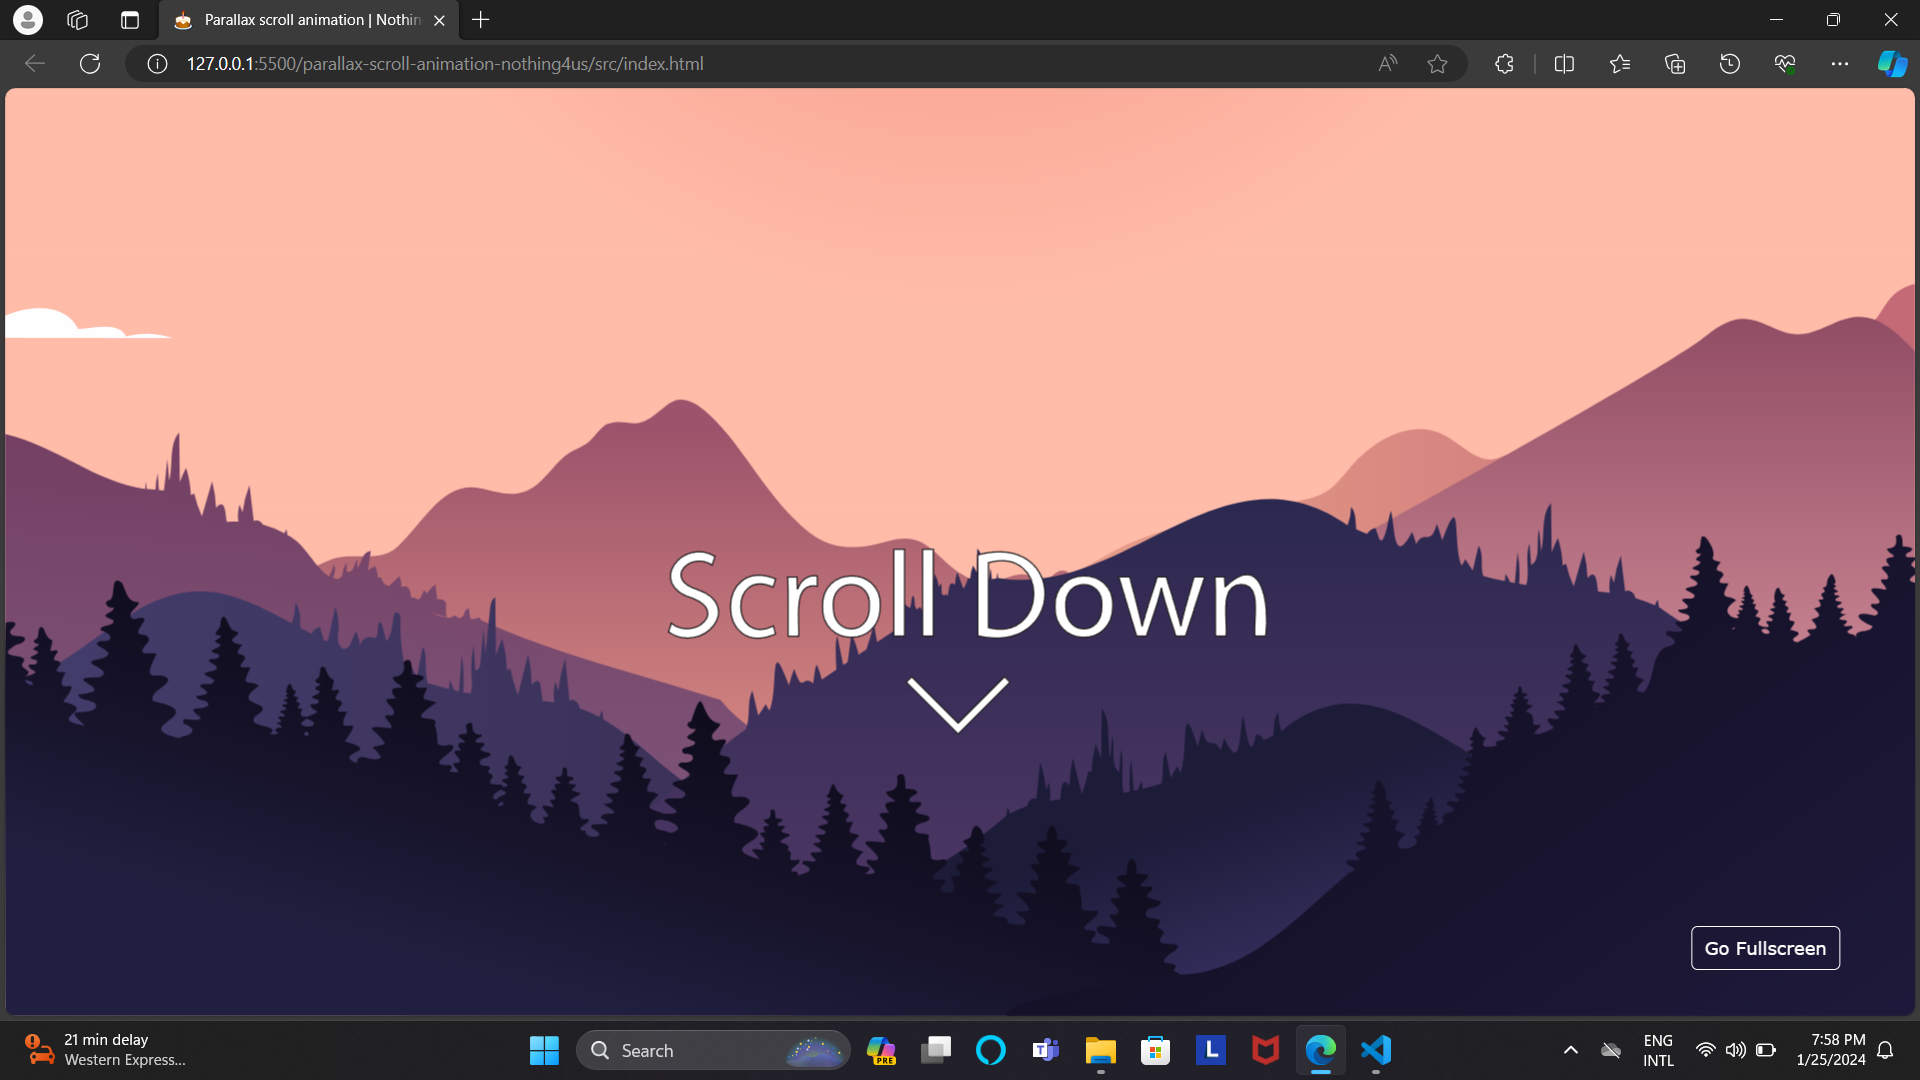 Parallax scroll animation | Nothin
127.0.0.1:5500/parallax-scroll-animation-nothing4us/src/index.html
Scroll Down
Go Fullscreen
21 min delay
Western Express...
Search
PRE
T
L
ENG
INTL
7:58 PM
1/25/2024